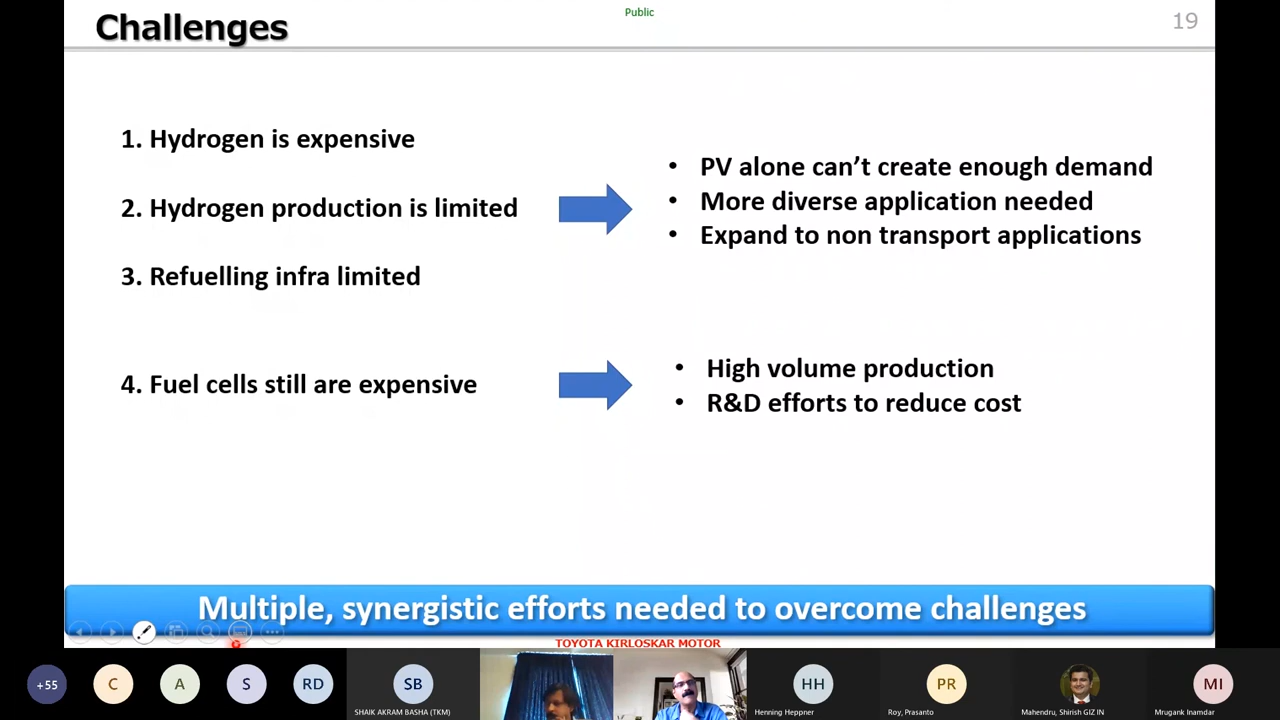 Public
19
Challenges
1. Hydrogen is expensive
2. Hydrogen production is limited
3. Refuelling infra limited
• PV alone can't create enough demand
• More diverse application needed
• Expand to non transport applications
4. Fuel cells still are expensive
• High volume production
• R&D efforts to reduce cost
Multiple, synergistic efforts needed to overcome challenges
TOYOTA KIRLOSKAR MOTOR
+55
C
A
S
RD
SB
SHAIK AKRAM BASHA (TKM)
HH
Henning Heppner
PR
Roy, Prasanto
Mahendru, Shirish GIZ IN
MI
Mrugank Inamdar